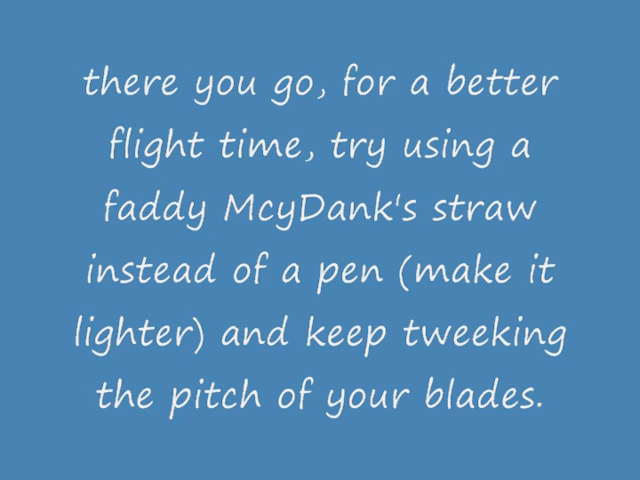 there you go, for a better
flight time, try using a
faddy McyDank's straw
instead of a pen (make it
lighter) and keep tweeking
the pitch of your blades.